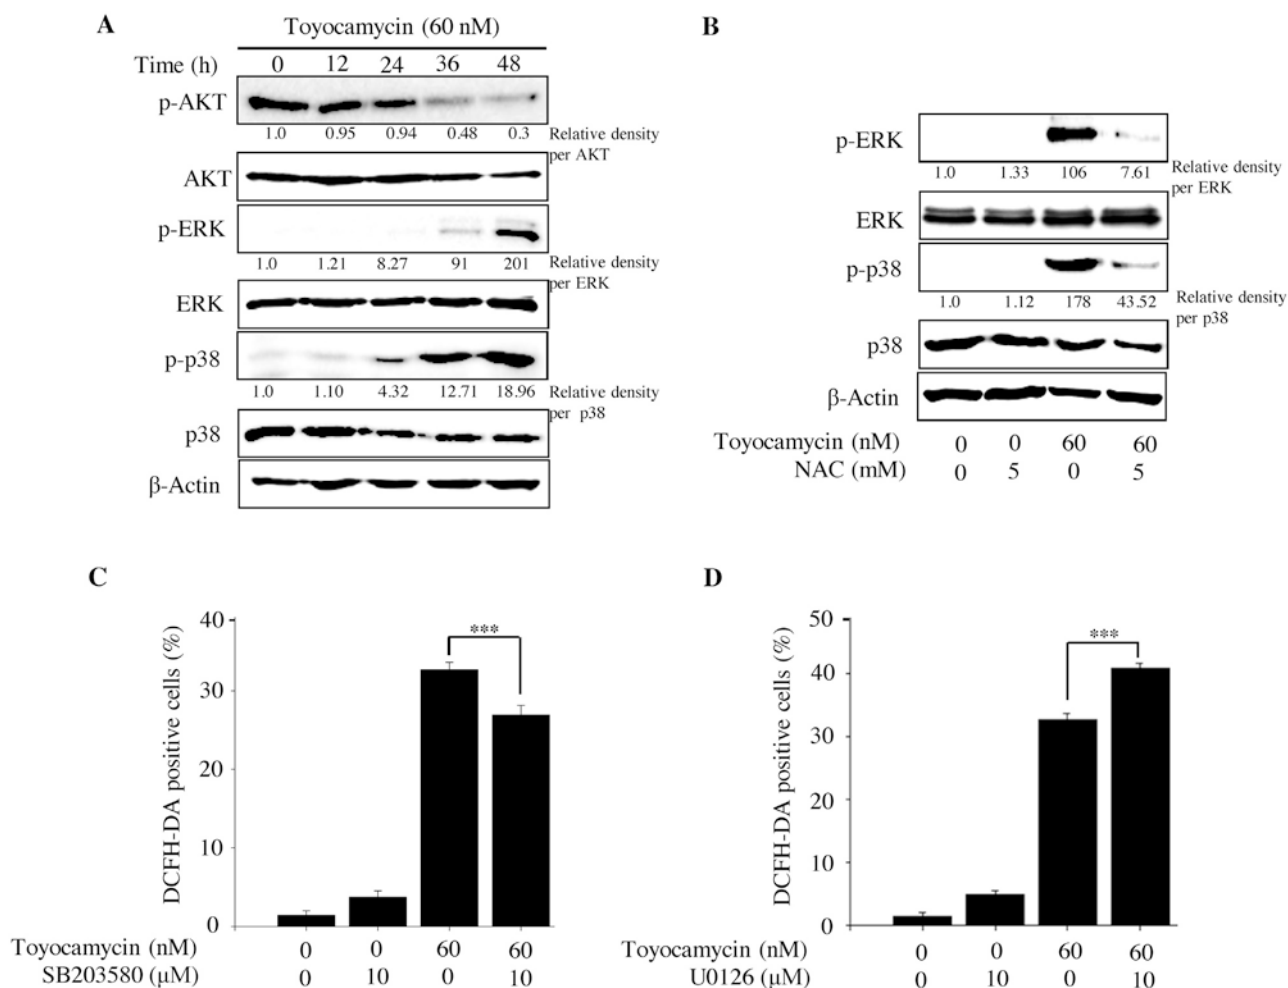 A
Toyocamycin (60 nM)
Time (h) 0 12 24 36 48
p-AKT
1.0 0.95 0.94 0.48 0.3 Relative density
per AKT
AKT
p-ERK
1.0 1.21 8.27 91 201 Relative density
per ERK
ERK
p-p38
1.0 1.10 4.32 12.71 18.96 Relative density
per p38
p38
β-Actin
B
p-ERK
1.0 1.33 106 7.61 Relative density
per ERK
ERK
p-p38
1.0 1.12 178 43.52 Relative density
per p38
p38
β-Actin
Toyocamycin (nM) 0 0 60 60
NAC (mM) 0 5 0 5
C
DCFH-DA positive cells (%)
40
30
20
10
0
***
Toyocamycin (nM) 0 0 60 60
SB203580 (μM) 0 10 0 10
D
DCFH-DA positive cells (%)
50
40
30
20
10
0
***
Toyocamycin (nM) 0 0 60 60
U0126 (μM) 0 10 0 10